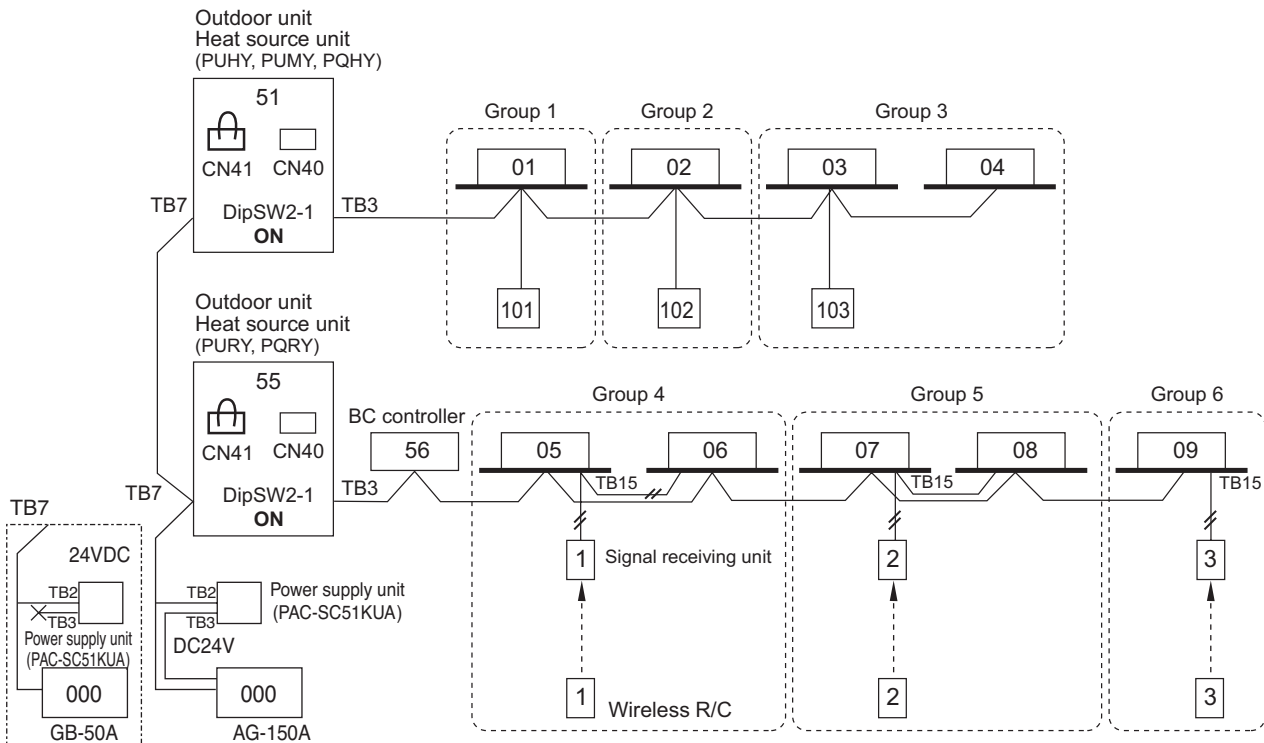 Outdoor unit
Heat source unit
(PUHY, PUMY, PQHY)
51
CN41 CN40
TB7
DipSW2-1
ON
TB3
Group 1
Group 2
Group 3
01
02
03
04
101
102
103
Outdoor unit
Heat source unit
(PURY, PQRY)
55
CN41 CN40
TB7
DipSW2-1
ON
TB3
BC controller
56
Group 4
Group 5
Group 6
05
06
07
08
09
TB15
TB15
TB15
1
Signal receiving unit
2
3
1
Wireless R/C
2
3
TB7
24VDC
TB2
TB3
Power supply unit
(PAC-SC51KUA)
000
GB-50A
TB2
TB3
Power supply unit
(PAC-SC51KUA)
DC24V
000
AG-150A